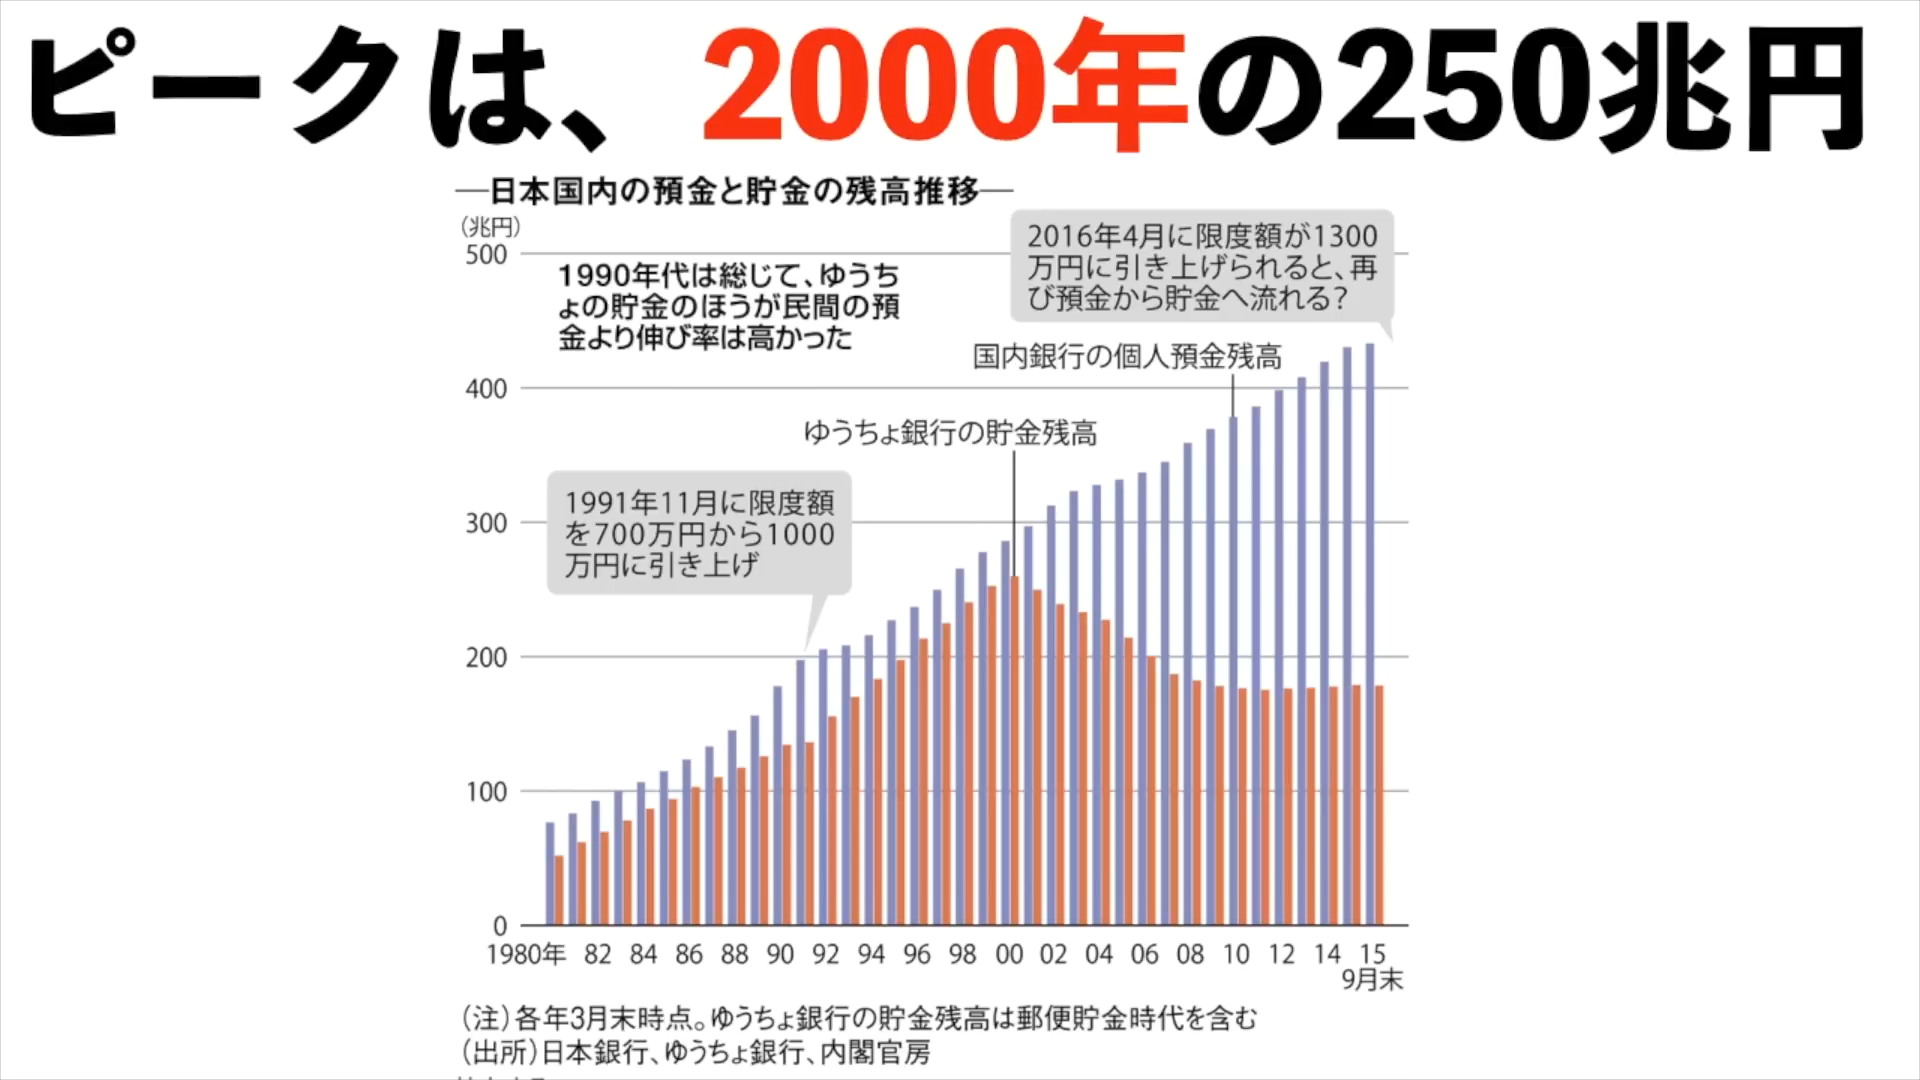 ピークは、2000年の250兆円
―日本国内の預金と貯金の残高推移―
（兆円）
500
1990年代は総じて、ゆうち
ょの貯金のほうが民間の預
金より伸び率は高かった
2016年4月に限度額が1300
万円に引き上げられると、再
び預金から貯金へ流れる？
国内銀行の個人預金残高
400
ゆうちょ銀行の貯金残高
1991年11月に限度額
を700万円から1000
万円に引き上げ
300
200
100
0
1980年 82 84 86 88 90 92 94 96 98 00 02 04 06 08 10 12 14 15
9月末
（注）各年3月末時点。ゆうちょ銀行の貯金残高は郵便貯金時代を含む
（出所）日本銀行、ゆうちょ銀行、内閣官房